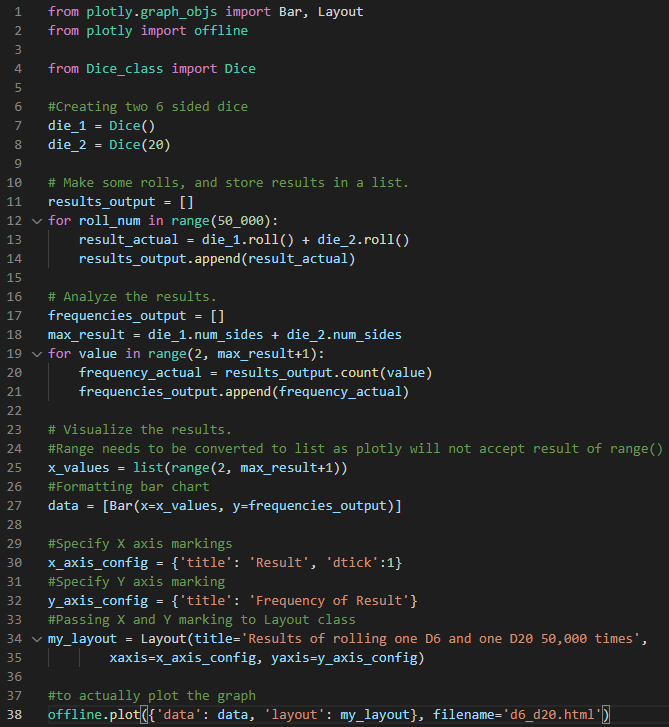 1 from plotly.graph_objs import Bar, Layout
2 from plotly import offline
3
4 from Dice_class import Dice
5
6 #Creating two 6 sided dice
7 die_1 = Dice()
8 die_2 = Dice(20)
9
10 # Make some rolls, and store results in a list.
11 results_output = []
12 for roll_num in range(50_000):
13     result_actual = die_1.roll() + die_2.roll()
14     results_output.append(result_actual)
15
16 # Analyze the results.
17 frequencies_output = []
18 max_result = die_1.num_sides + die_2.num_sides
19 for value in range(2, max_result+1):
20     frequency_actual = results_output.count(value)
21     frequencies_output.append(frequency_actual)
22
23 # Visualize the results.
24 #Range needs to be converted to list as plotly will not accept result of range()
25 x_values = list(range(2, max_result+1))
26 #Formatting bar chart
27 data = [Bar(x=x_values, y=frequencies_output)]
28
29 #Specify X axis markings
30 x_axis_config = {'title': 'Result', 'dtick':1}
31 #Specify Y axis marking
32 y_axis_config = {'title': 'Frequency of Result'}
33 #Passing X and Y marking to Layout class
34 my_layout = Layout(title='Results of rolling one D6 and one D20 50,000 times',
35         xaxis=x_axis_config, yaxis=y_axis_config)
36
37 #to actually plot the graph
38 offline.plot({'data': data, 'layout': my_layout}, filename='d6_d20.html')